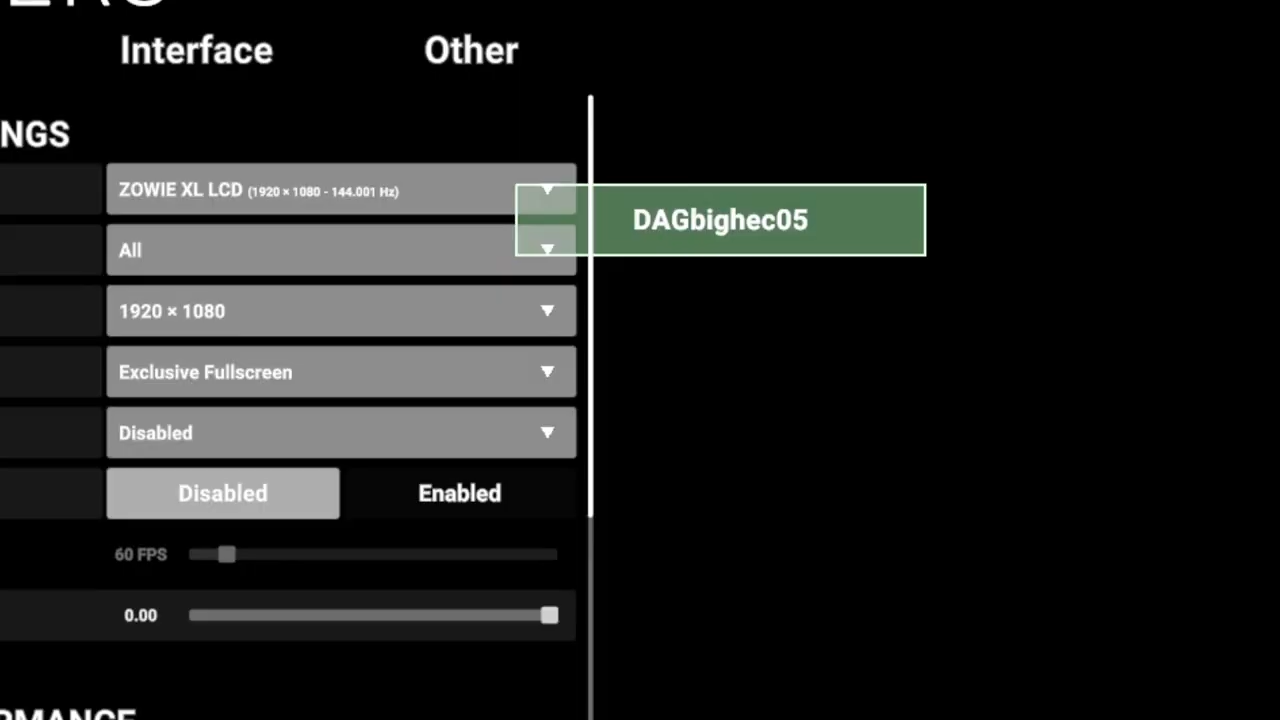 Interface Other
NGS
ZOWIE XL LCD (1920 × 1080 - 144.001 Hz)
DAGbighec05
All
1920 × 1080
Exclusive Fullscreen
Disabled
Disabled Enabled
60 FPS
0.00
RMANCE